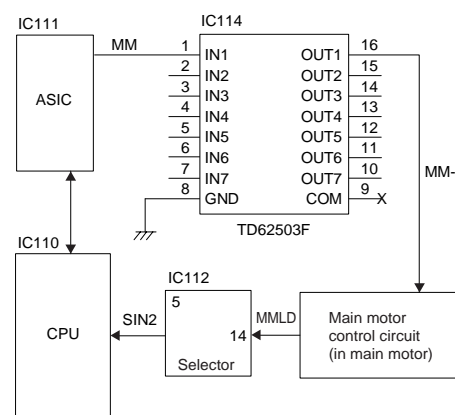 IC111
IC114
MM
1 IN1 OUT1 16
2 IN2 OUT2 15
3 IN3 OUT3 14
4 IN4 OUT4 13
5 IN5 OUT5 12
6 IN6 OUT6 11
7 IN7 OUT7 10
8 GND COM 9 X
ASIC
MM-
TD62503F
IC110
IC112
CPU
SIN2
5
14
Selector
MMLD
Main motor
control circuit
(in main motor)